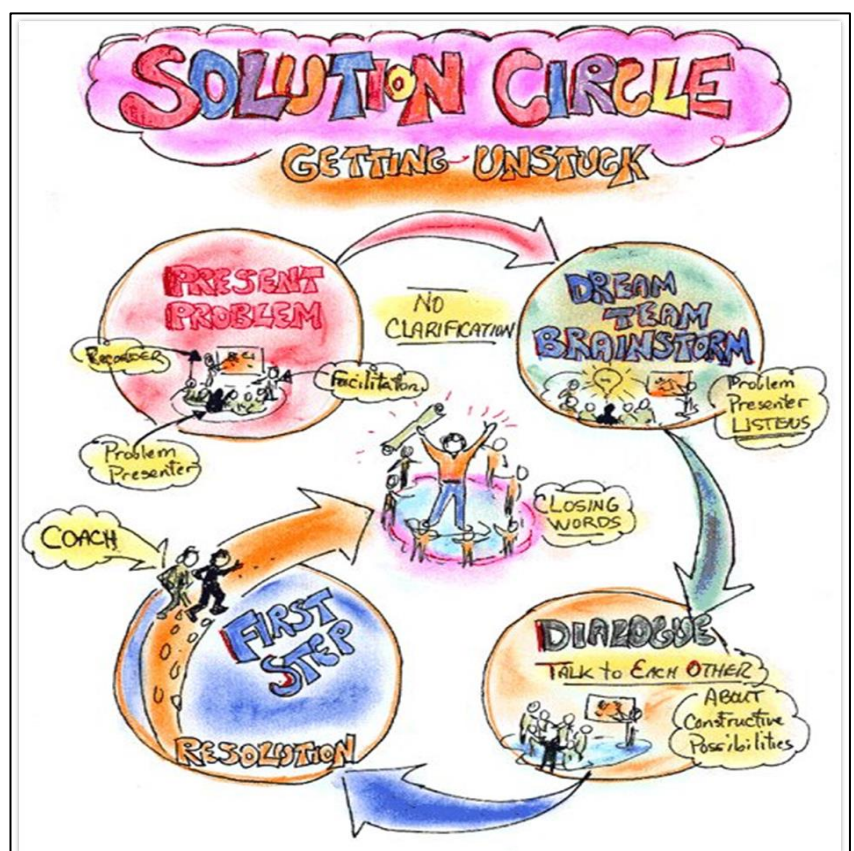 SOLUTION CIRCLE
GETTING UNSTUCK
PRESENT
PROBLEM
RECORDER
Facilitator
Problem
Presenter
NO
CLARIFICATION
DREAM
TEAM
BRAINSTORM
Problem
Presenter
LISTENS
DIALOGUE
TALK to EACH OTHER
ABOUT
Constructive
Possibilities
FIRST
STEP
RESOLUTION
COACH
CLOSING
WORDS